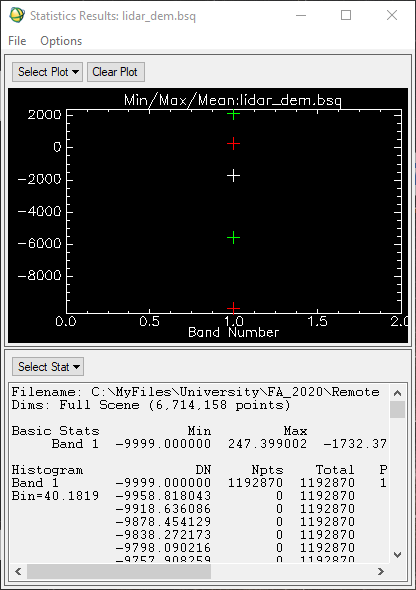 Statistics Results: lidar_dem.bsq
File Options
Select Plot Clear Plot
Min/Max/Mean:lidar_dem.bsq
2000
0
-2000
-4000
-6000
-8000
0.0 0.5 1.0 1.5 2.0
Band Number
Select Stat
Filename: C:\MyFiles\University\FA_2020\Remote
Dims: Full Scene (6,714,158 points)
Basic Stats Min Max
Band 1 -9999.000000 247.399002 -1732.37
Histogram DN Npts Total P
Band 1 -9999.000000 1192870 1192870 1
Bin=40.1819 -9958.818043 0 1192870
-9918.636086 0 1192870
-9878.454129 0 1192870
-9838.272173 0 1192870
-9798.090216 0 1192870
-9757.908259 0 1192870